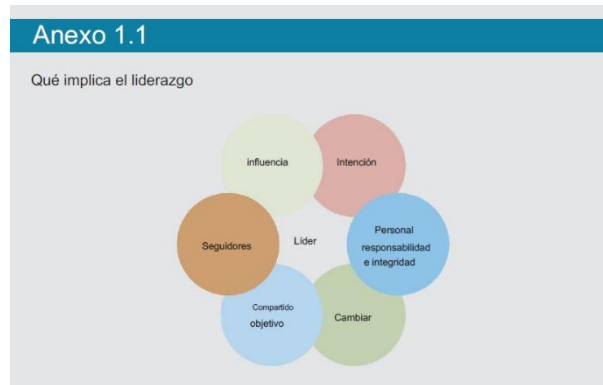 Anexo 1.1
Qué implica el liderazgo
influencia
Intención
Seguidores
Líder
Personal
responsabilidad
e integridad
Compartido
objetivo
Cambiar